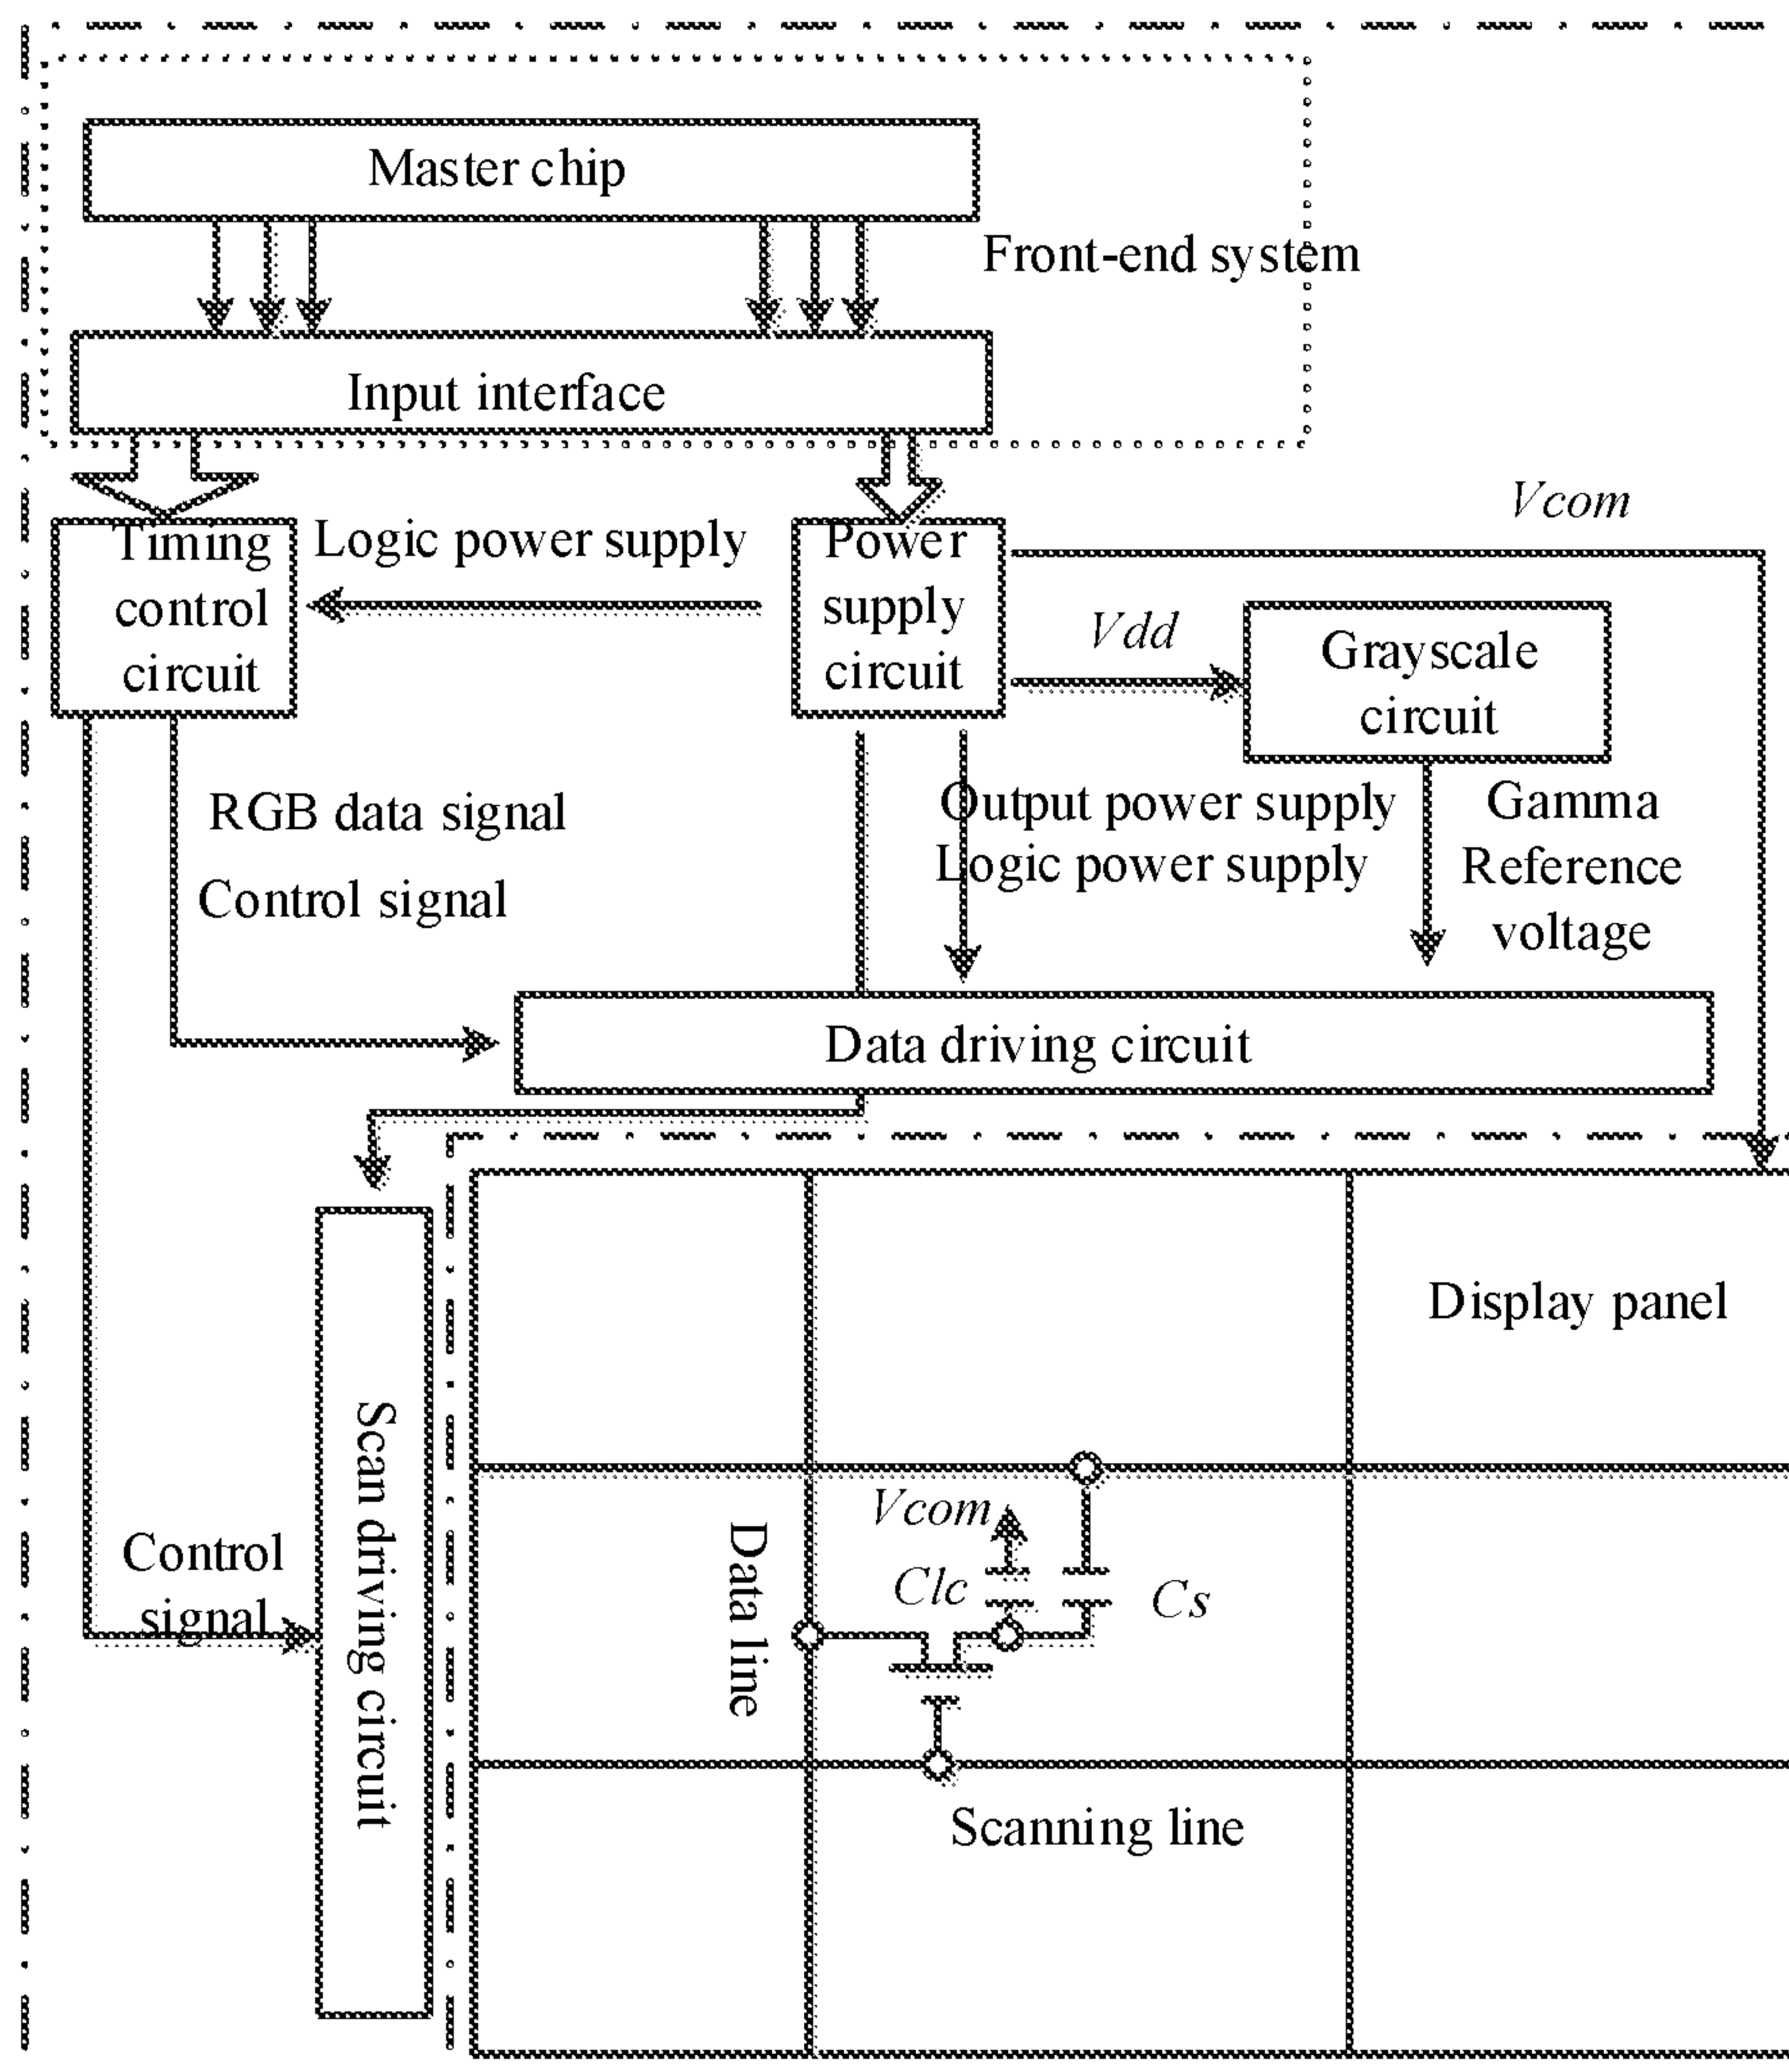 Master chip
Front-end system
Input interface
Vcom
Timing
control
circuit
Logic power supply
Power
supply
circuit
Vdd
Grayscale
circuit
RGB data signal
Control signal
Output power supply
Logic power supply
Gamma
Reference
voltage
Data driving circuit
Display panel
Scan driving circuit
Control
signal
Data line
Vcom
Clc
Cs
Scanning line